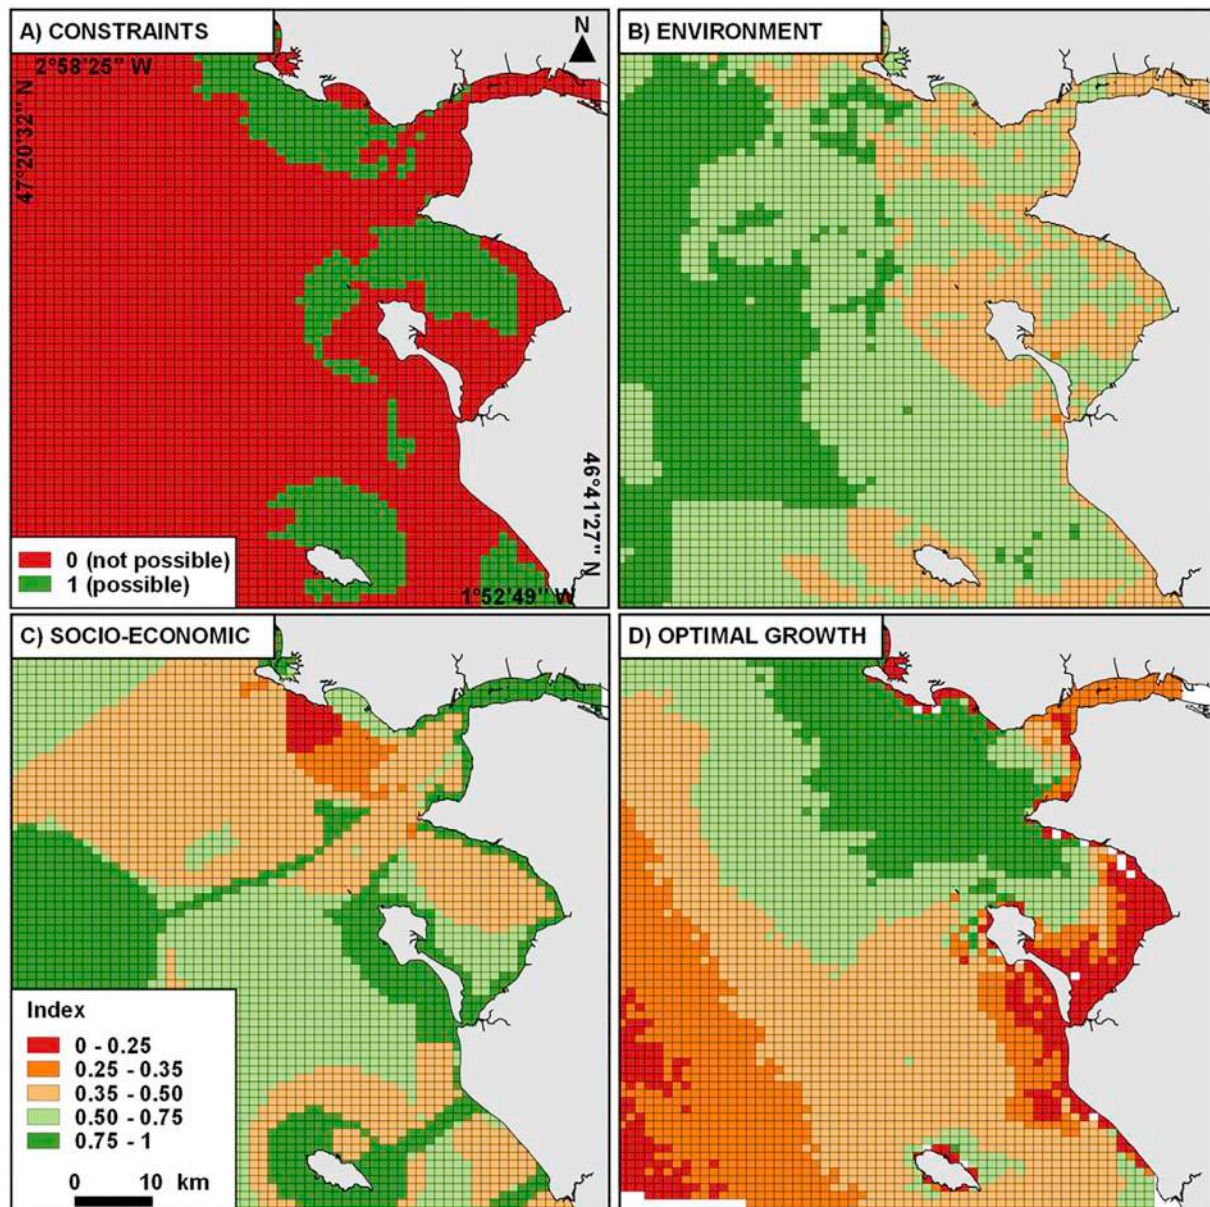 A) CONSTRAINTS
N
2°58'25" W
47°20'32" N
46°41'27" N
1°52'49" W
0 (not possible)
1 (possible)
B) ENVIRONMENT
C) SOCIO-ECONOMIC
Index
0 - 0.25
0.25 - 0.35
0.35 - 0.50
0.50 - 0.75
0.75 - 1
0 10 km
D) OPTIMAL GROWTH